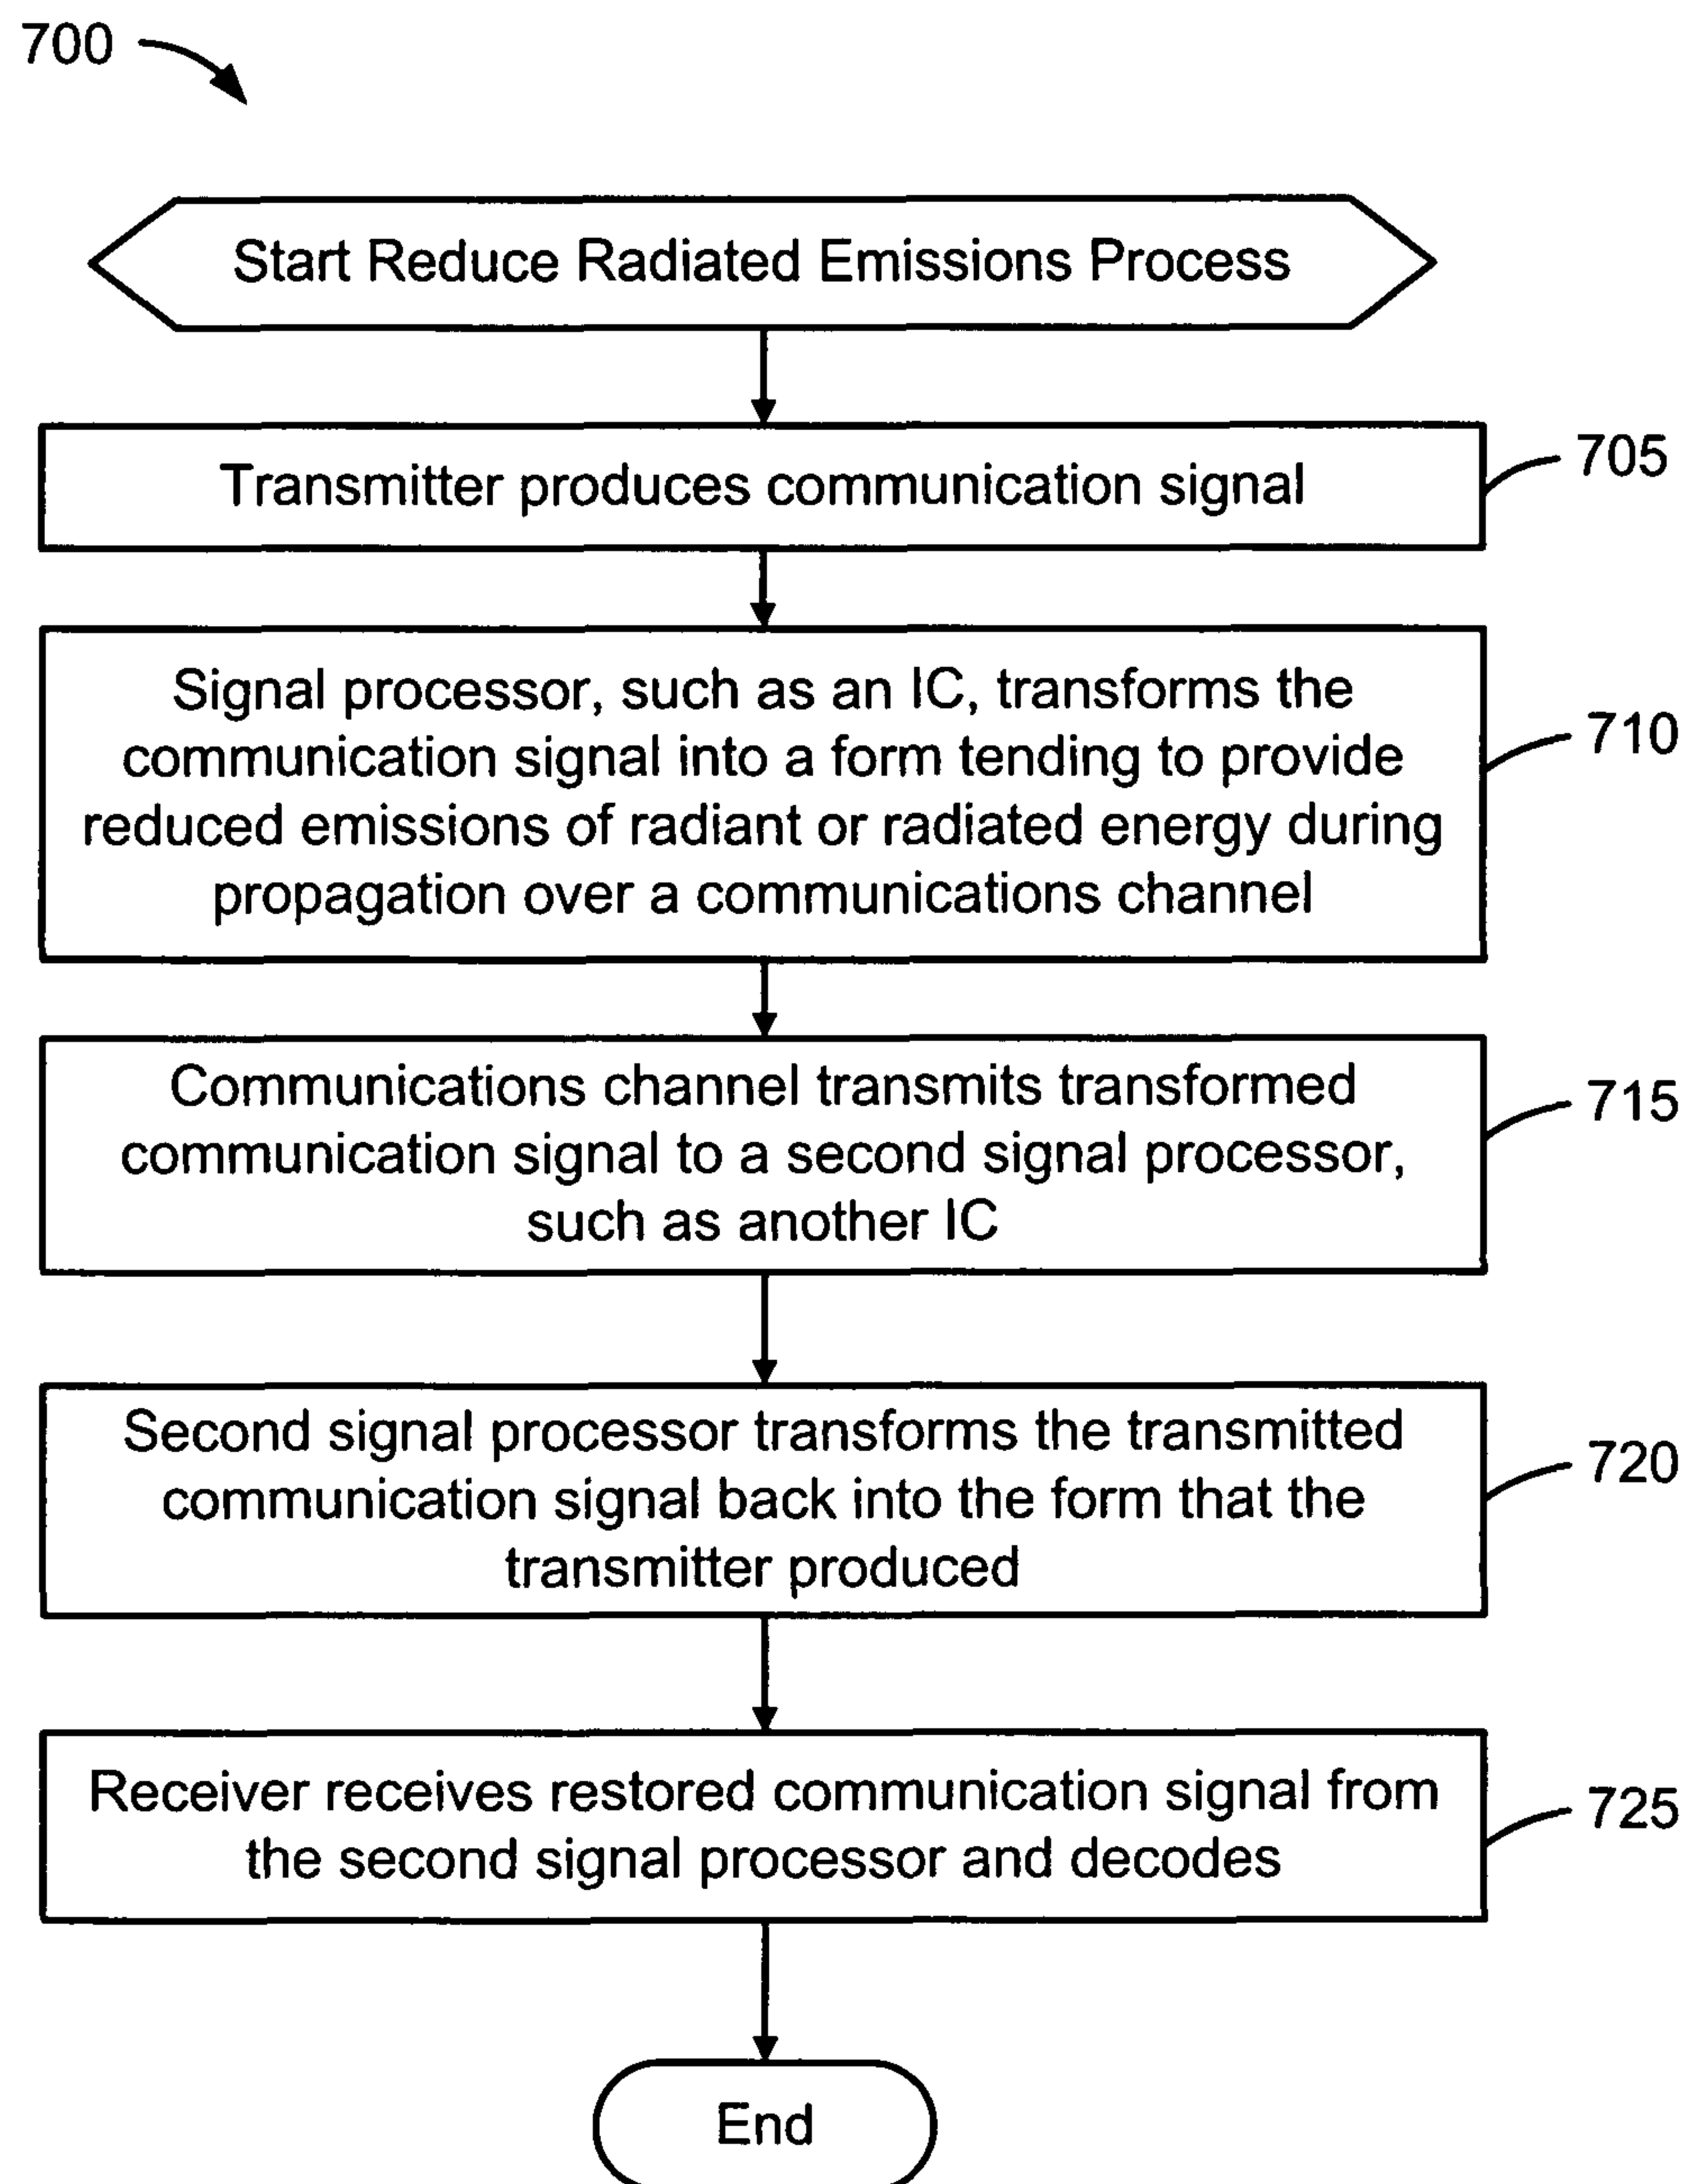 700
Start Reduce Radiated Emissions Process
Transmitter produces communication signal
705
Signal processor, such as an IC, transforms the
communication signal into a form tending to provide
reduced emissions of radiant or radiated energy during
propagation over a communications channel
710
Communications channel transmits transformed
communication signal to a second signal processor,
such as another IC
715
Second signal processor transforms the transmitted
communication signal back into the form that the
transmitter produced
720
Receiver receives restored communication signal from
the second signal processor and decodes
725
End